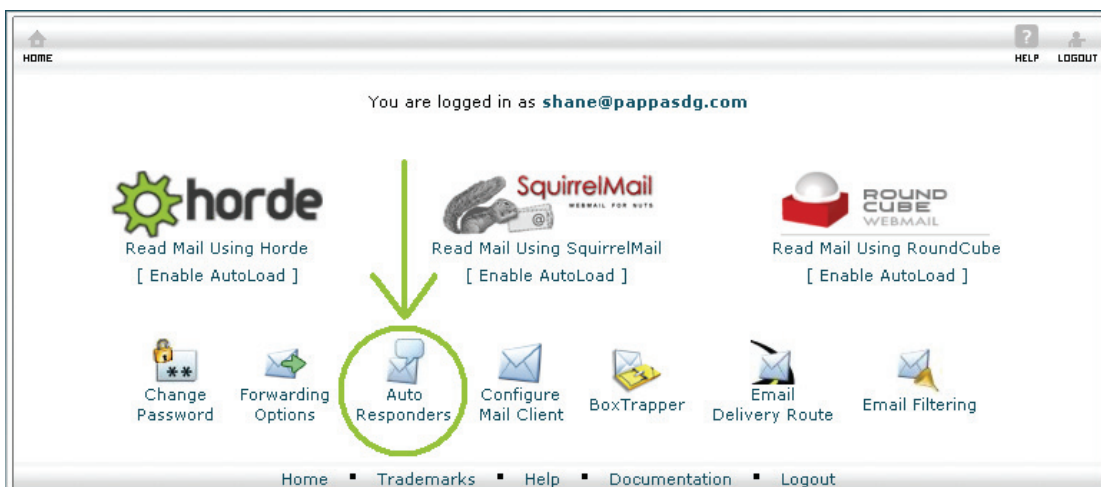 HOME
?
HELP LOGOUT
You are logged in as shane@pappasdg.com
horde
SquirrelMail
WEBMAIL FOR NUTS
@
ROUND
CUBE
WEBMAIL
Read Mail Using Horde
Read Mail Using SquirrelMail
Read Mail Using RoundCube
[ Enable AutoLoad ]
[ Enable AutoLoad ]
[ Enable AutoLoad ]
**
Change
Password
Forwarding
Options
Auto
Responders
Configure
Mail Client
BoxTrapper
Email
Delivery Route
Email Filtering
Home ▪ Trademarks ▪ Help ▪ Documentation ▪ Logout